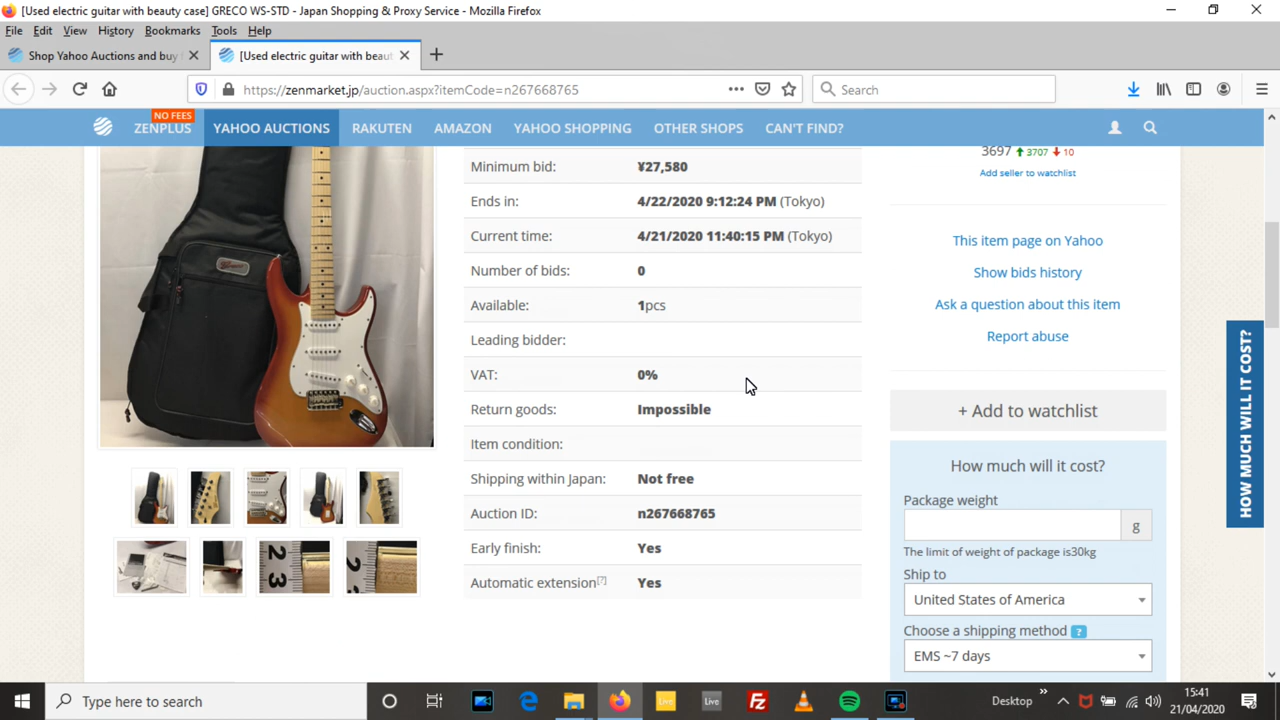 [Used electric guitar with beauty case] GRECO WS-STD - Japan Shopping & Proxy Service - Mozilla Firefox
File Edit View History Bookmarks Tools Help
Shop Yahoo Auctions and buy
[Used electric guitar with beaut
https://zenmarket.jp/auction.aspx?itemCode=n267668765
Search
NO FEES
ZENPLUS YAHOO AUCTIONS RAKUTEN AMAZON YAHOO SHOPPING OTHER SHOPS CAN'T FIND?
Minimum bid: ¥27,580
Ends in: 4/22/2020 9:12:24 PM (Tokyo)
Current time: 4/21/2020 11:40:15 PM (Tokyo)
Number of bids: 0
Available: 1pcs
Leading bidder:
VAT: 0%
Return goods: Impossible
Item condition:
Shipping within Japan: Not free
Auction ID: n267668765
Early finish: Yes
Automatic extension[?] Yes
3697 3707 10
Add seller to watchlist
This item page on Yahoo
Show bids history
Ask a question about this item
Report abuse
+ Add to watchlist
How much will it cost?
Package weight
g
The limit of weight of package is30kg
Ship to
United States of America
Choose a shipping method ?
EMS ~7 days
HOW MUCH WILL IT COST?
Type here to search
Live
Live
Fz
Desktop
15:41
21/04/2020